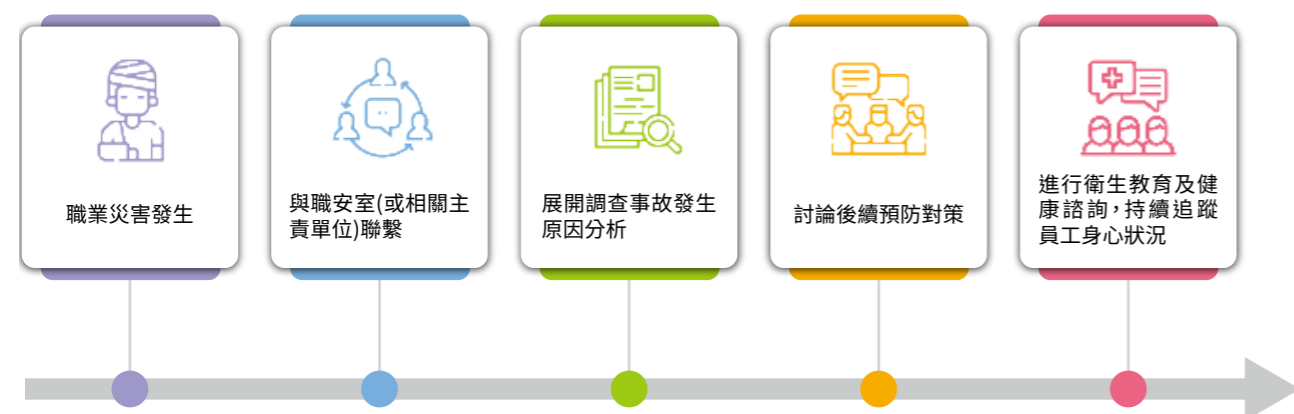 職業災害發生
與職安室(或相關主
責單位)聯繫
展開調查事故發生
原因分析
討論後續預防對策
進行衛生教育及健
康諮詢，持續追蹤
員工身心狀況